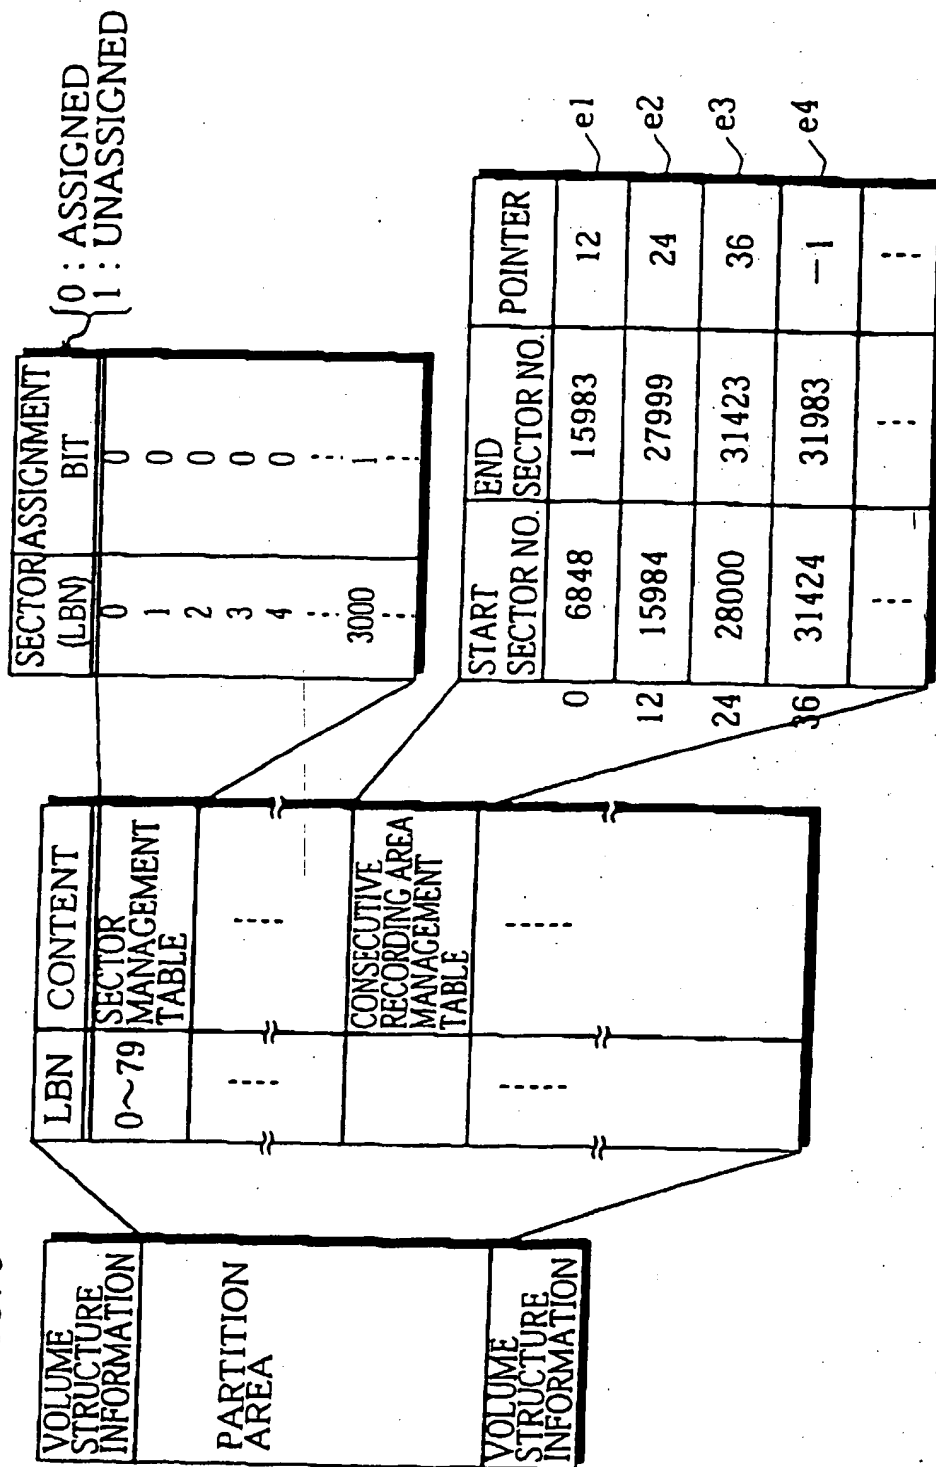 VOLUME
STRUCTURE
INFORMATION
PARTITION
AREA
VOLUME
STRUCTURE
INFORMATION
LBN CONTENT
0~79 SECTOR
MANAGEMENT
TABLE
CONSECUTIVE
RECORDING AREA
MANAGEMENT
TABLE
SECTOR ASSIGNMENT
(LBN) BIT
0 0
1 0
2 0
3 0
4 0
3000 1
0 : ASSIGNED
1 : UNASSIGNED
START END POINTER
SECTOR NO. SECTOR NO.
0 6848 15983 12 e1
12 15984 27999 24 e2
24 28000 31423 36 e3
36 31424 31983 -1 e4